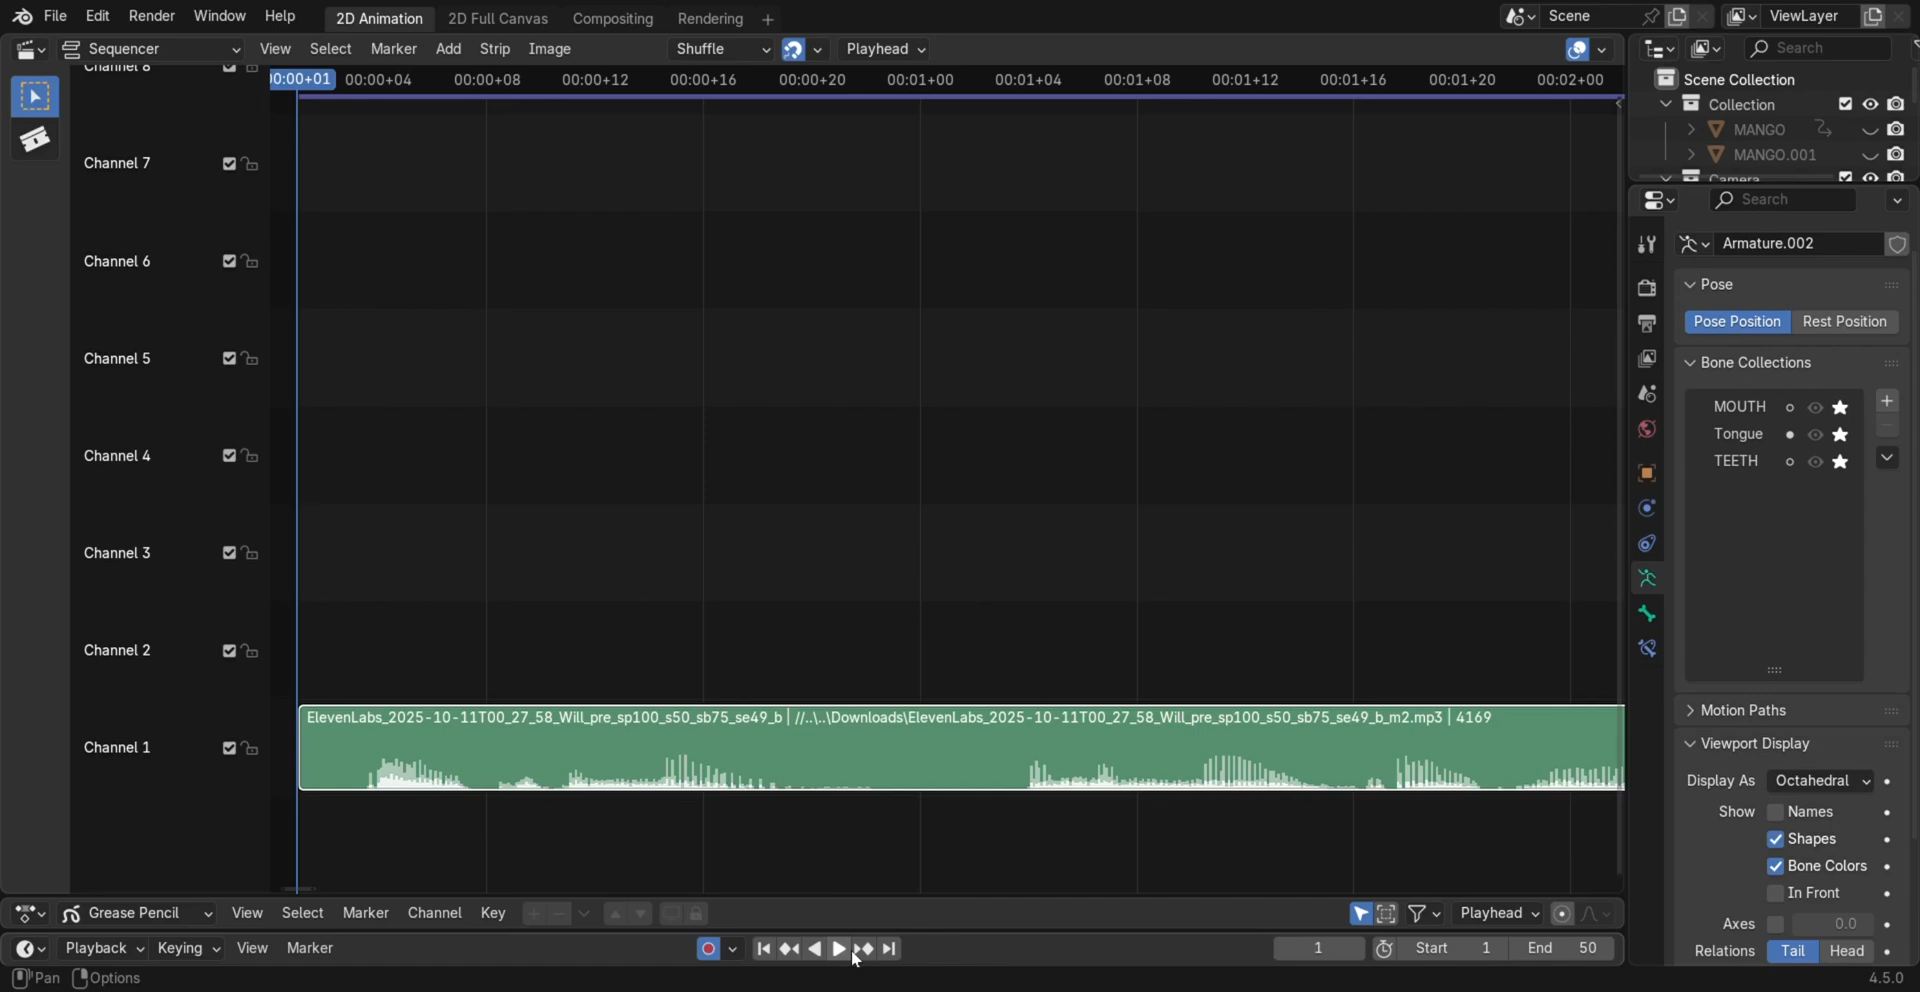 File Edit Render Window Help 2D Animation 2D Full Canvas Compositing Rendering + Scene ViewLayer
Sequencer View Select Marker Add Strip Image Shuffle Playhead Search
00:00+01 00:00+04 00:00+08 00:00+12 00:00+16 00:00+20 00:01+00 00:01+04 00:01+08 00:01+12 00:01+16 00:01+20 00:02+00
Channel 8
Channel 7
Channel 6
Channel 5
Channel 4
Channel 3
Channel 2
Channel 1
ElevenLabs_2025-10-11T00_27_58_Will_pre_sp100_s50_sb75_se49_b | //..\..\Downloads\ElevenLabs_2025-10-11T00_27_58_Will_pre_sp100_s50_sb75_se49_b_m2.mp3 | 4169
Scene Collection
Collection
MANGO
MANGO.001
Camera
Search
Armature.002
Pose
Pose Position Rest Position
Bone Collections
MOUTH
Tongue
TEETH
Motion Paths
Viewport Display
Display As Octahedral
Show Names
Shapes
Bone Colors
In Front
Axes 0.0
Relations Tail Head
Grease Pencil View Select Marker Channel Key Playhead
Playback Keying View Marker 1 Start 1 End 50
Pan Options 4.5.0